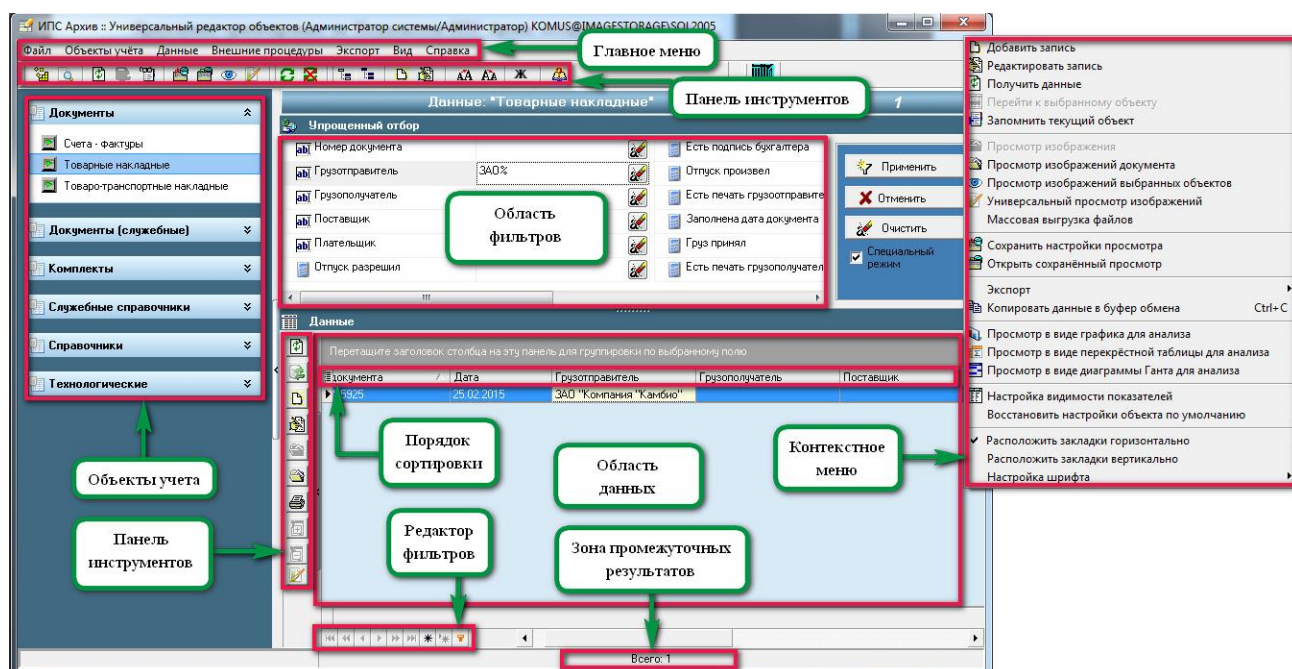 ИПС Архив :: Универсальный редактор объектов (Администратор системы/Администратор) KOMUS@IMAGESTORAGE\SQL2005
Файл Объекты учёта Данные Внешние процедуры Экспорт Вид Справка
Главное меню
Панель инструментов
Документы
Счета - фактуры
Товарные накладные
Товаро-транспортные накладные
Документы (служебные)
Комплекты
Служебные справочники
Справочники
Технологические
Объекты учета
Панель
инструментов
Данные: "Товарные накладные"
1
Упрощенный отбор
Номер документа
Есть подпись бухгалтера
Грузотправитель ЗАО%
Отпуск произвел
Грузополучатель
Есть печать грузоотправите
Поставщик
Заполнена дата документа
Плательщик
Груз принял
Отпуск разрешил
Есть печать грузополучател
Область
фильтров
Применить
Отменить
Очистить
Специальный
режим
Данные
Перетащите заголовок столбца на эту панель для группировки по выбранному полю
документа Дата Грузотправитель Грузополучатель Поставщик
5925 25.02.2015 ЗАО "Компания "Камбио"
Порядок
сортировки
Область
данных
Контекстное
меню
Редактор
фильтров
Зона промежуточных
результатов
Всего: 1
Добавить запись
Редактировать запись
Получить данные
Перейти к выбранному объекту
Запомнить текущий объект
Просмотр изображения
Просмотр изображений документа
Просмотр изображений выбранных объектов
Универсальный просмотр изображений
Массовая выгрузка файлов
Сохранить настройки просмотра
Открыть сохранённый просмотр
Экспорт
Копировать данные в буфер обмена Ctrl+C
Просмотр в виде графика для анализа
Просмотр в виде перекрёстной таблицы для анализа
Просмотр в виде диаграммы Ганта для анализа
Настройка видимости показателей
Восстановить настройки объекта по умолчанию
Расположить закладки горизонтально
Расположить закладки вертикально
Настройка шрифта